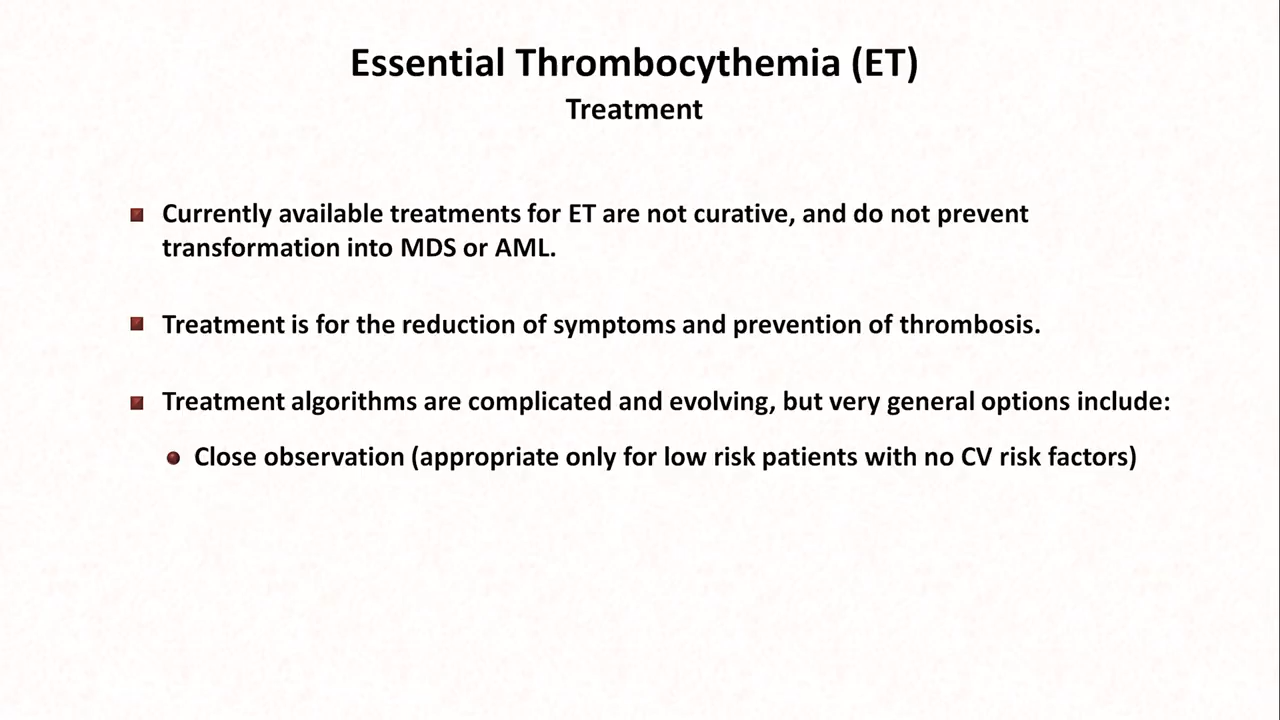 Essential Thrombocythemia (ET)
Treatment
Currently available treatments for ET are not curative, and do not prevent
transformation into MDS or AML.
Treatment is for the reduction of symptoms and prevention of thrombosis.
Treatment algorithms are complicated and evolving, but very general options include:
Close observation (appropriate only for low risk patients with no CV risk factors)